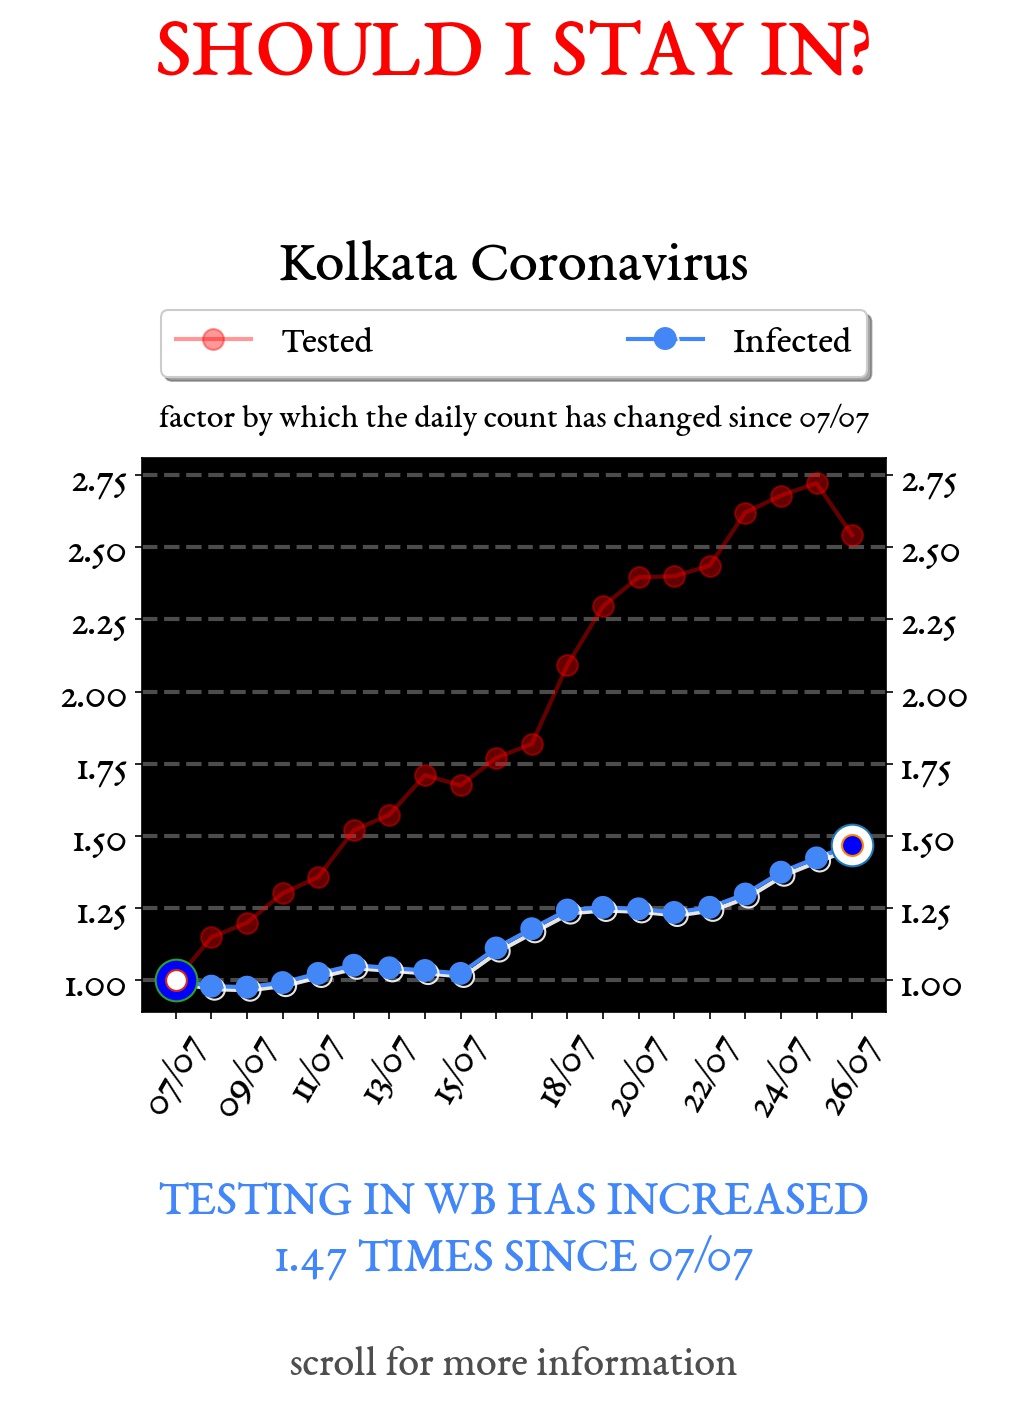 SHOULD I STAY IN?
Kolkata Coronavirus
Tested Infected
factor by which the daily count has changed since 07/07
2.75 2.75
2.50 2.50
2.25 2.25
2.00 2.00
1.75 1.75
1.50 1.50
1.25 1.25
1.00 1.00
07/07 09/07 11/07 13/07 15/07 18/07 20/07 22/07 24/07 26/07
TESTING IN WB HAS INCREASED
1.47 TIMES SINCE 07/07
scroll for more information